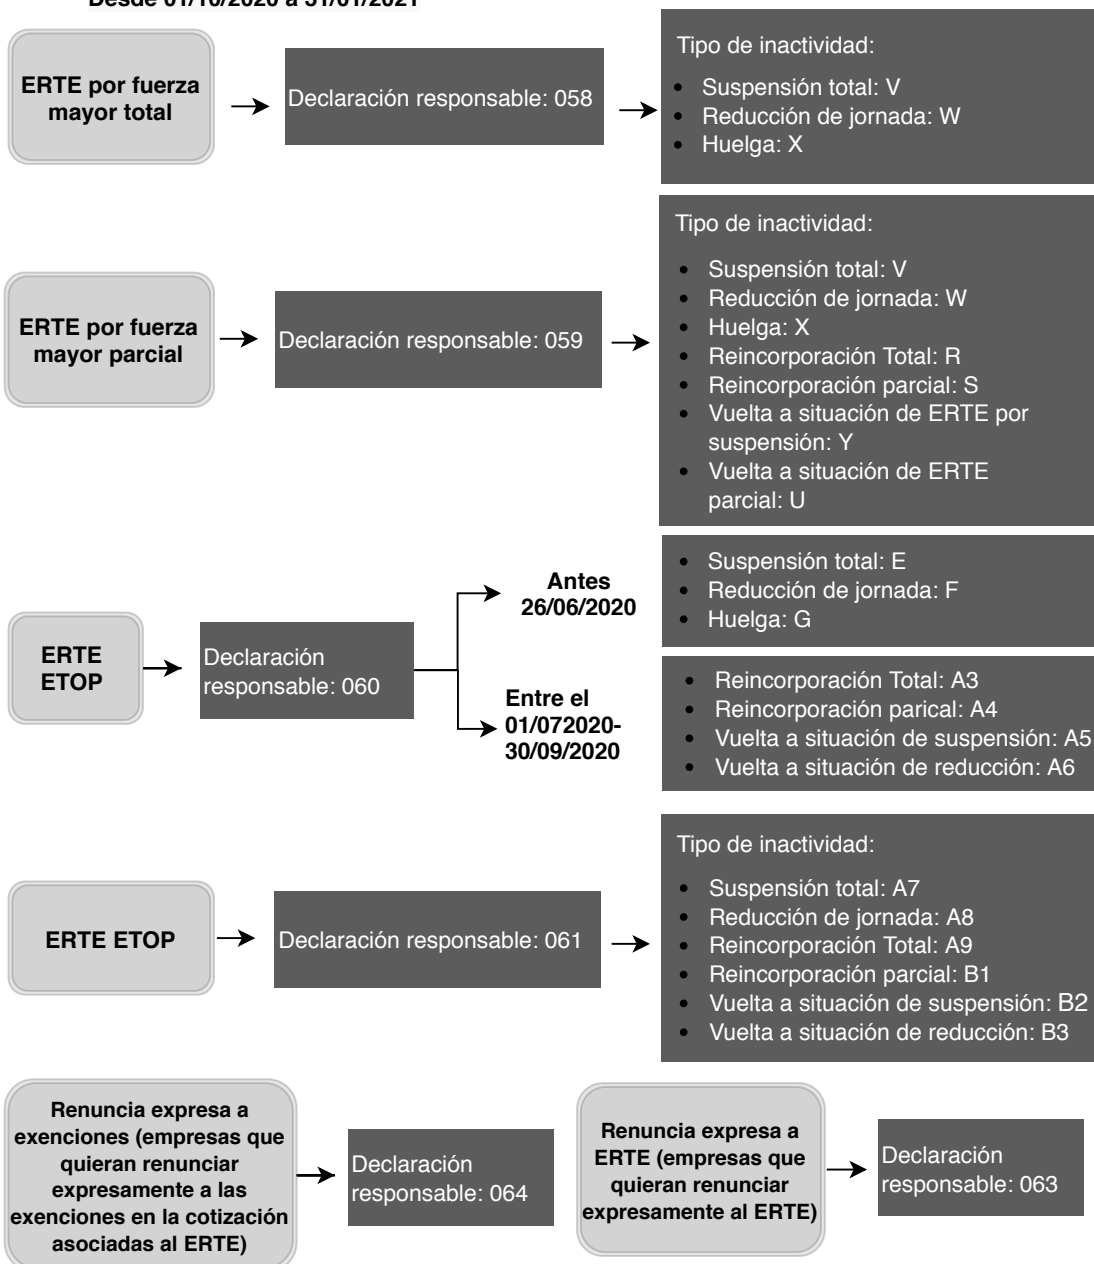 Desde 01/10/2020 a 31/01/2021
ERTE por fuerza
mayor total
Declaración responsable: 058
Tipo de inactividad:
• Suspensión total: V
• Reducción de jornada: W
• Huelga: X
ERTE por fuerza
mayor parcial
Declaración responsable: 059
Tipo de inactividad:
• Suspensión total: V
• Reducción de jornada: W
• Huelga: X
• Reincorporación Total: R
• Reincorporación parcial: S
• Vuelta a situación de ERTE por
suspensión: Y
• Vuelta a situación de ERTE
parcial: U
ERTE
ETOP
Declaración
responsable: 060
Antes
26/06/2020
• Suspensión total: E
• Reducción de jornada: F
• Huelga: G
Entre el
01/072020-
30/09/2020
• Reincorporación Total: A3
• Reincorporación parical: A4
• Vuelta a situación de suspensión: A5
• Vuelta a situación de reducción: A6
ERTE ETOP
Declaración responsable: 061
Tipo de inactividad:
• Suspensión total: A7
• Reducción de jornada: A8
• Reincorporación Total: A9
• Reincorporación parcial: B1
• Vuelta a situación de suspensión: B2
• Vuelta a situación de reducción: B3
Renuncia expresa a
exenciones (empresas que
quieran renunciar
expresamente a las
exenciones en la cotización
asociadas al ERTE)
Declaración
responsable: 064
Renuncia expresa a
ERTE (empresas que
quieran renunciar
expresamente al ERTE)
Declaración
responsable: 063